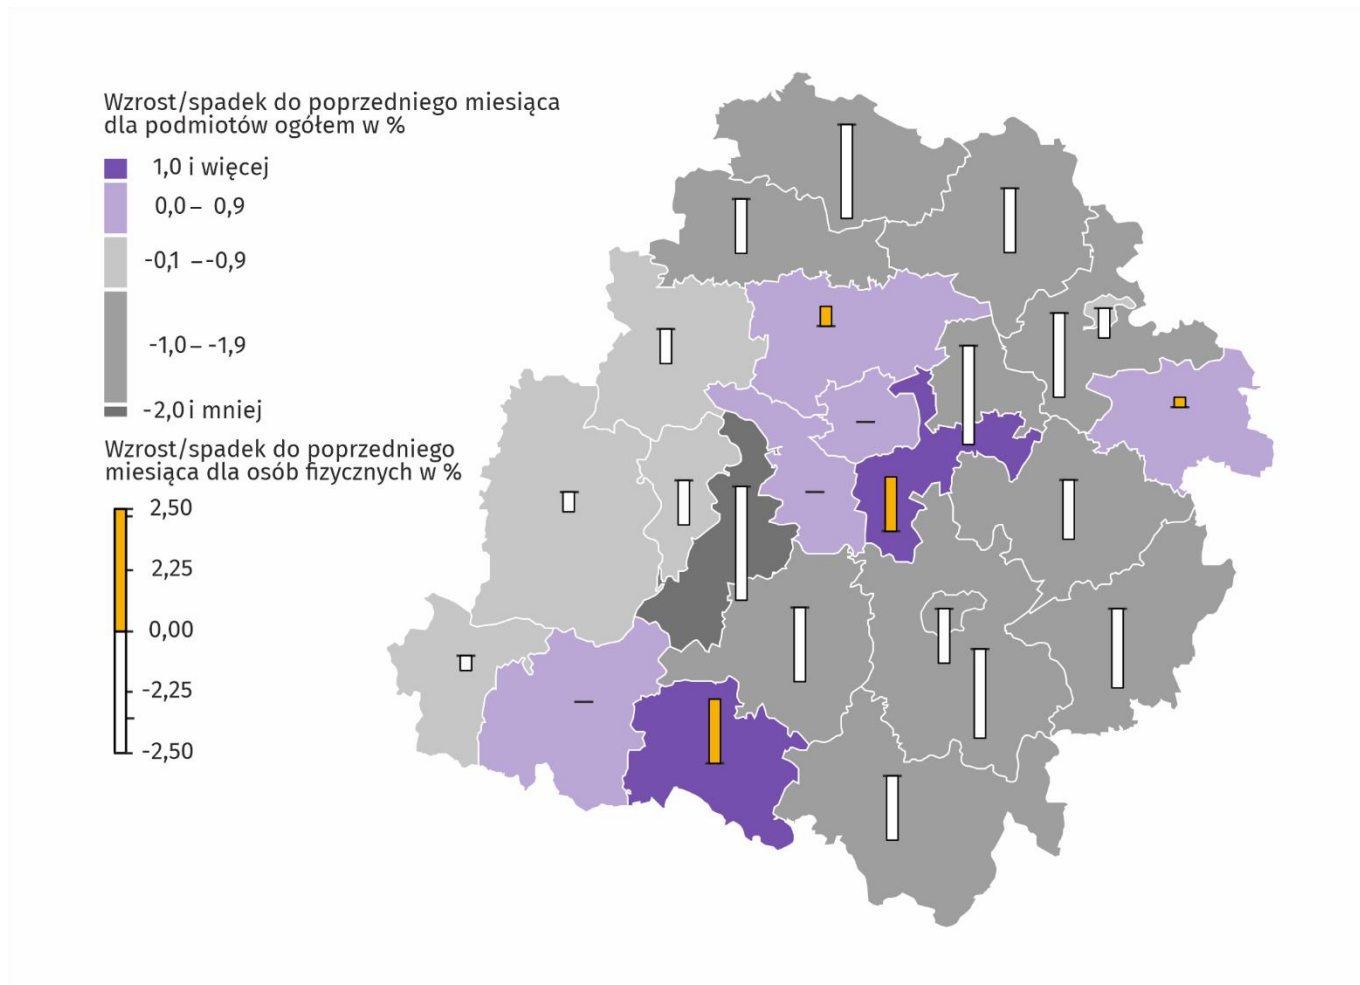 Wzrost/spadek do poprzedniego miesiąca
dla podmiotów ogółem w %
1,0 i więcej
0,0 – 0,9
-0,1 – -0,9
-1,0 – -1,9
-2,0 i mniej
Wzrost/spadek do poprzedniego
miesiąca dla osób fizycznych w %
2,50
2,25
0,00
-2,25
-2,50